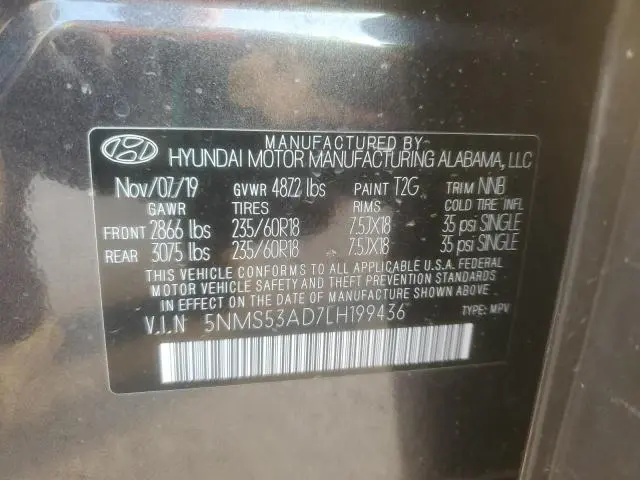 MANUFACTURED BY
HYUNDAI MOTOR MANUFACTURING ALABAMA, LLC
Nov/07/19 GVWR 4872 lbs PAINT T2G TRIM NNB
GAWR TIRES RIMS COLD TIRE INFL
FRONT 2866 lbs 235/60R18 7.5JX18 35 psi SINGLE
REAR 3075 lbs 235/60R18 7.5JX18 35 psi SINGLE
THIS VEHICLE CONFORMS TO ALL APPLICABLE U.S.A. FEDERAL
MOTOR VEHICLE SAFETY AND THEFT PREVENTION STANDARDS
IN EFFECT ON THE DATE OF MANUFACTURE SHOWN ABOVE.
V.I.N 5NMS53AD7LH199436 TYPE: MPV